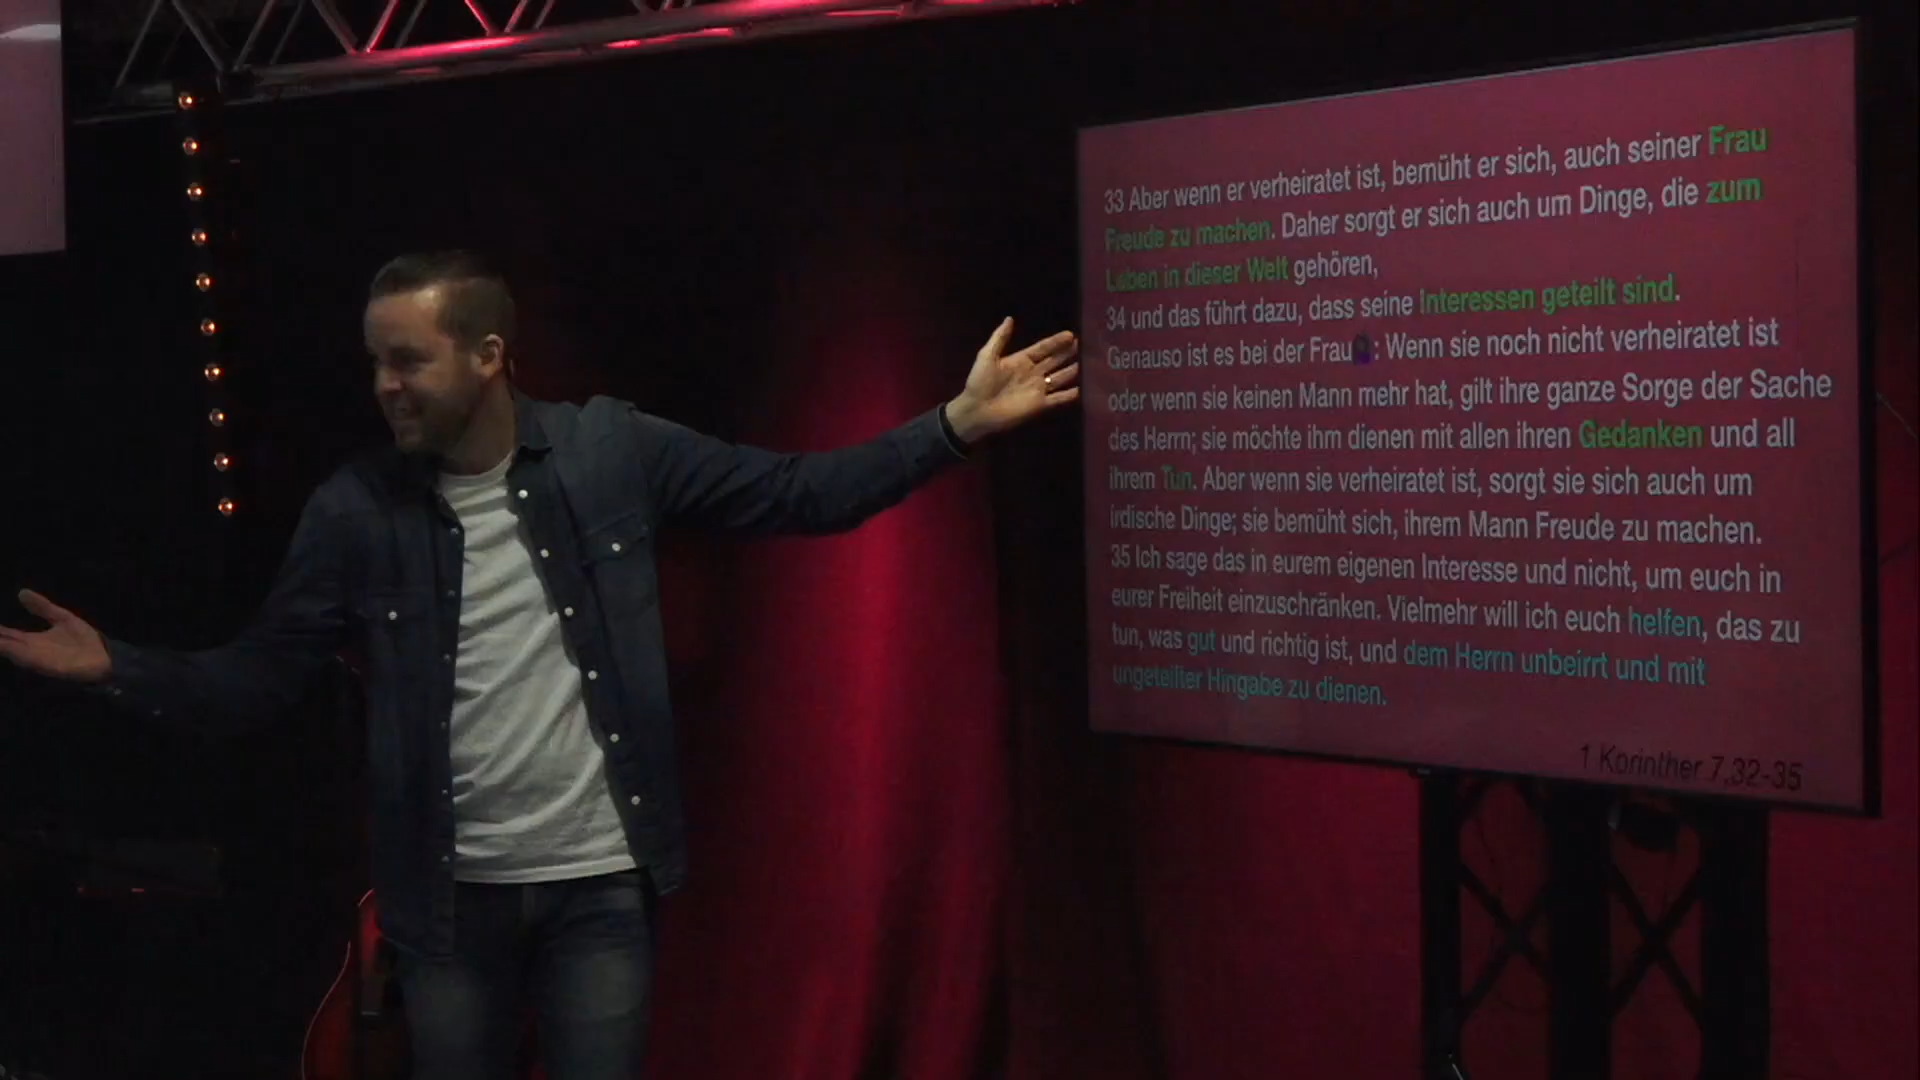 33 Aber wenn er verheiratet ist, bemüht er sich, auch seiner Frau
Freude zu machen. Daher sorgt er sich auch um Dinge, die zum
Leben in dieser Welt gehören,
34 und das führt dazu, dass seine Interessen geteilt sind.
Genauso ist es bei der Frau: Wenn sie noch nicht verheiratet ist
oder wenn sie keinen Mann mehr hat, gilt ihre ganze Sorge der Sache
des Herrn; sie möchte ihm dienen mit allen ihren Gedanken und all
ihrem Tun. Aber wenn sie verheiratet ist, sorgt sie sich auch um
irdische Dinge; sie bemüht sich, ihrem Mann Freude zu machen.
35 Ich sage das in eurem eigenen Interesse und nicht, um euch in
eurer Freiheit einzuschränken. Vielmehr will ich euch helfen, das zu
tun, was gut und richtig ist, und dem Herrn unbeirrt und mit
ungeteilter Hingabe zu dienen.
1 Korinther 7,32-35